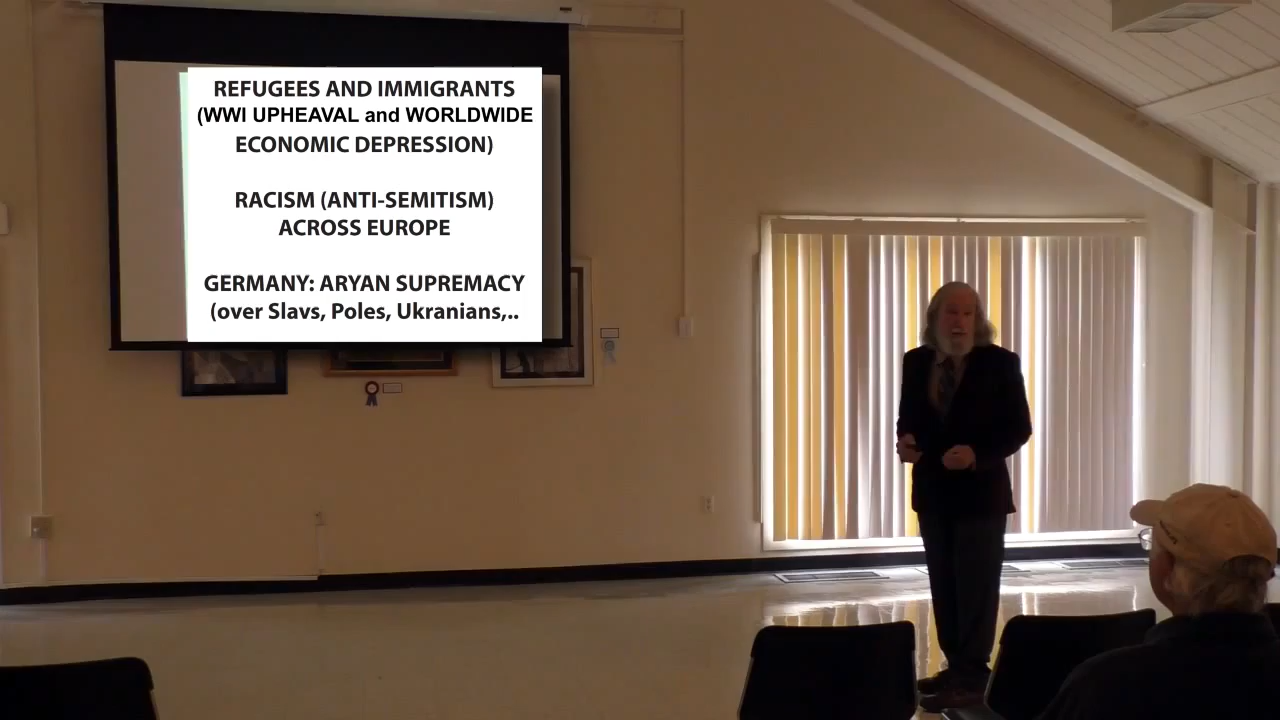 REFUGEES AND IMMIGRANTS
(WWI UPHEAVAL and WORLDWIDE
ECONOMIC DEPRESSION)
RACISM (ANTI-SEMITISM)
ACROSS EUROPE
GERMANY: ARYAN SUPREMACY
(over Slavs, Poles, Ukranians,..